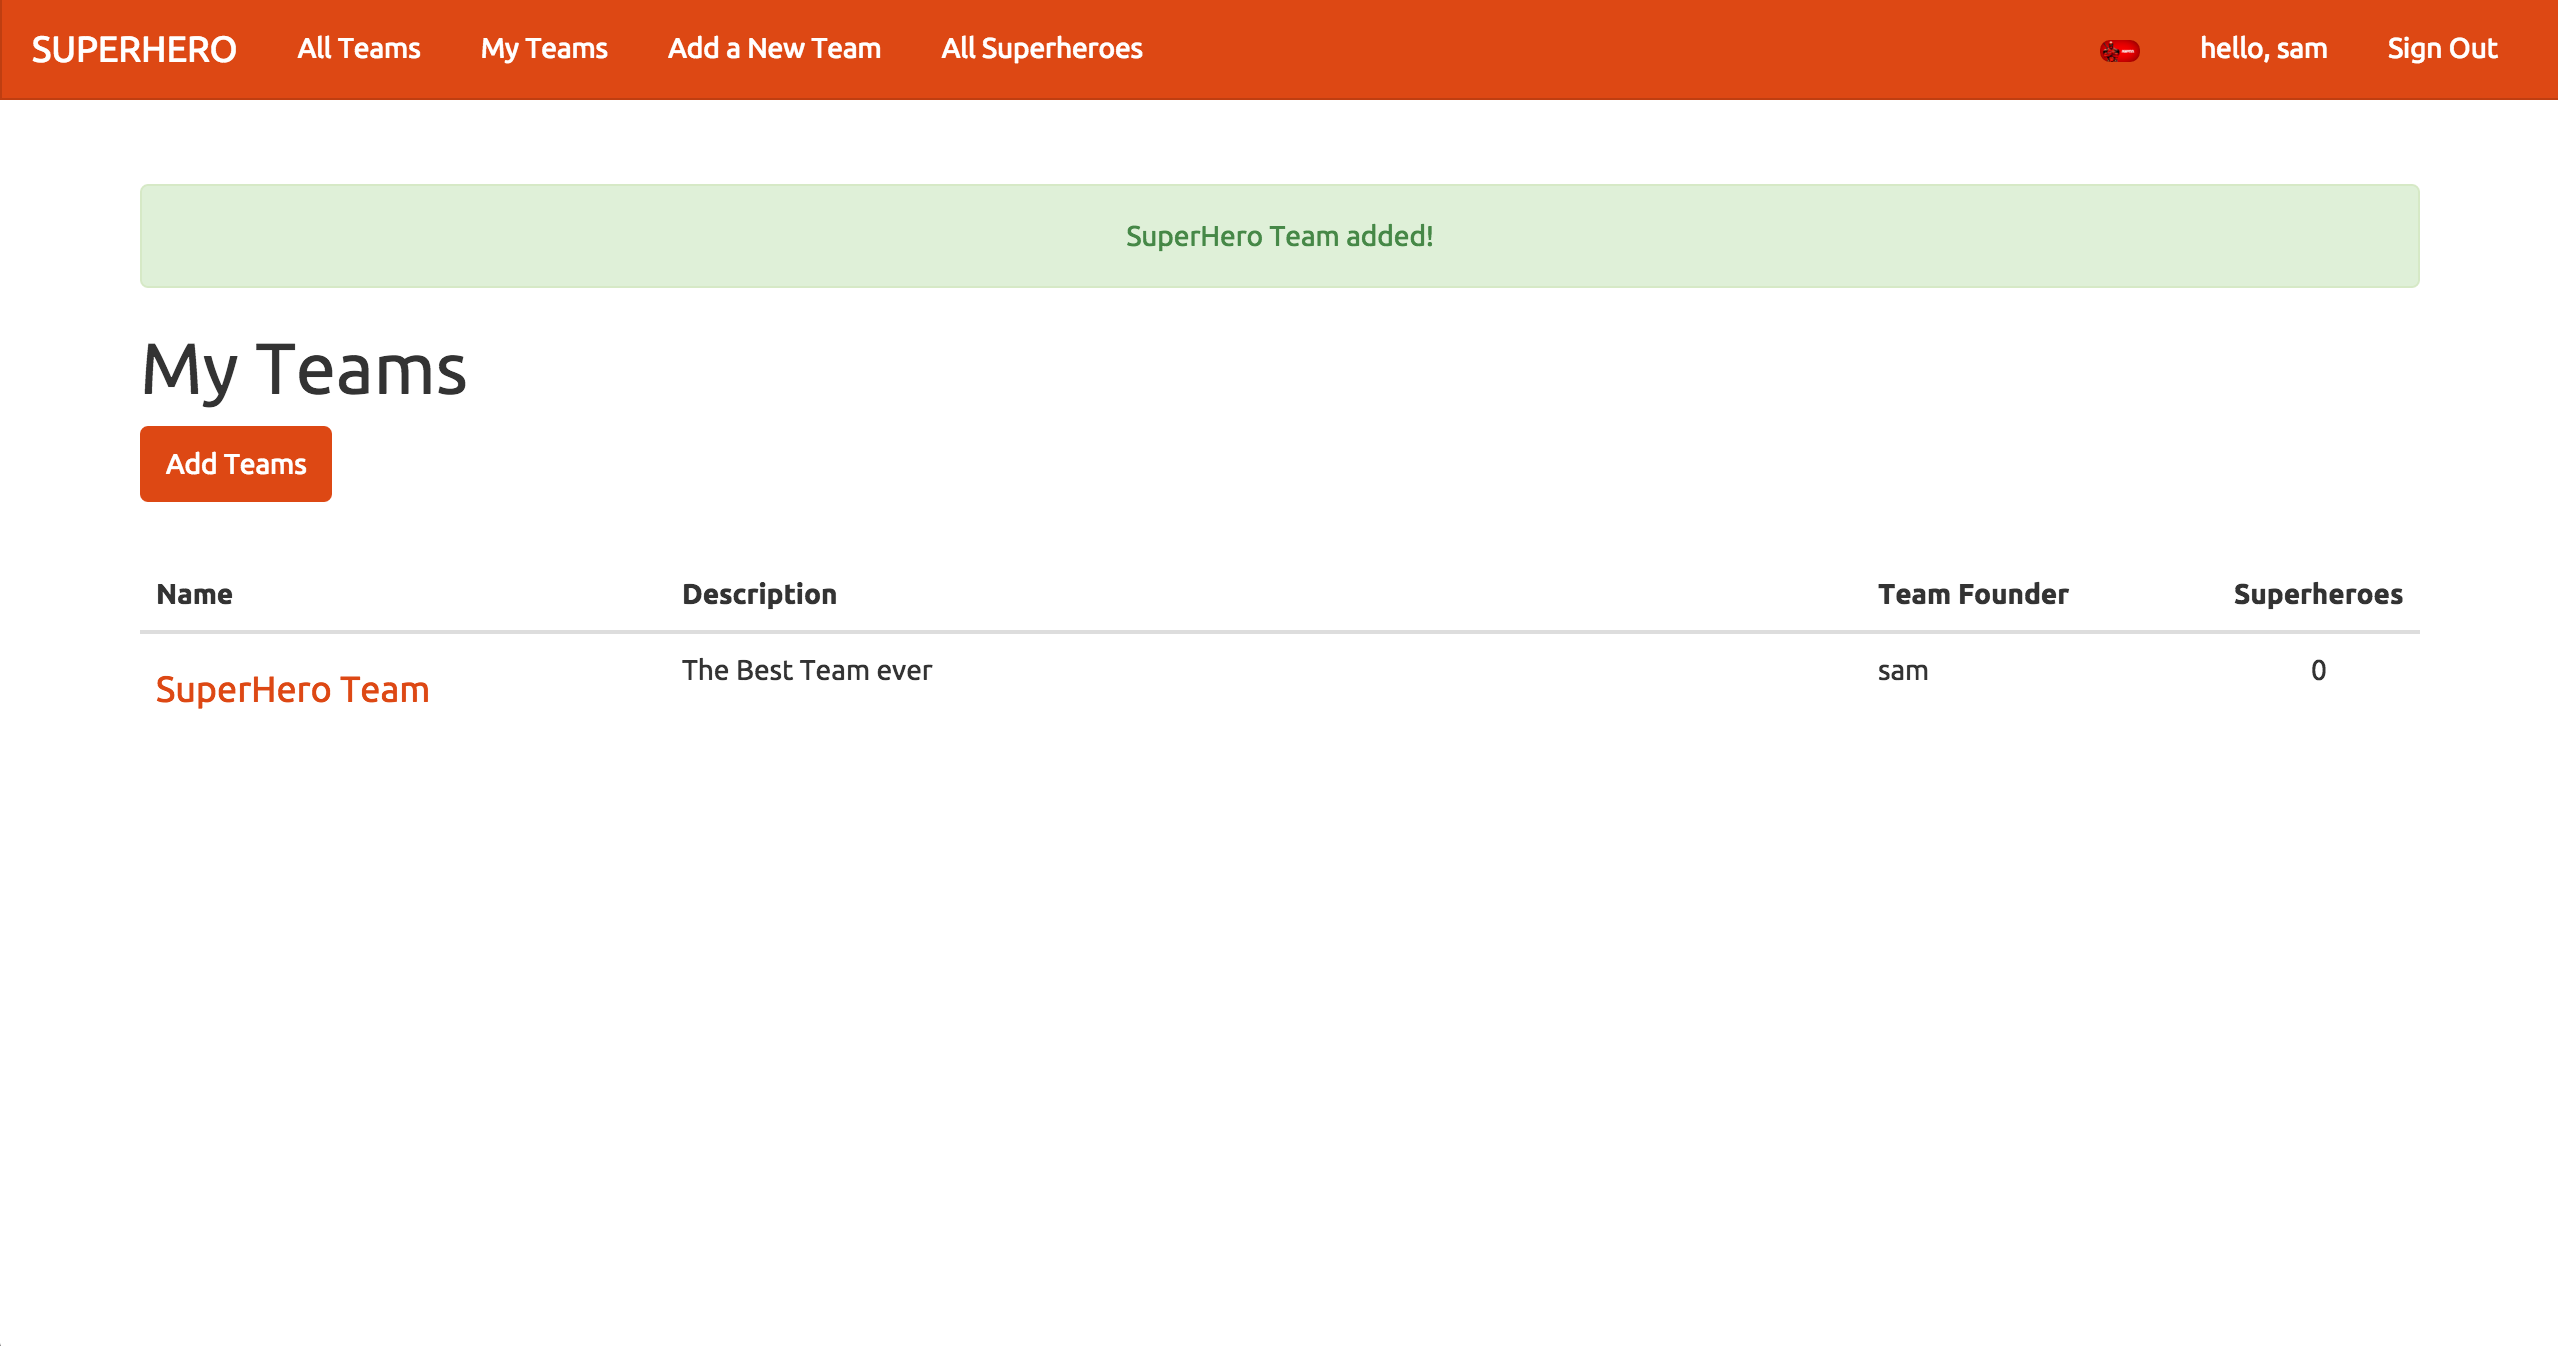 SUPERHERO All Teams My Teams Add a New Team All Superheroes hello, sam Sign Out
SuperHero Team added!
My Teams
Add Teams
Name Description Team Founder Superheroes
SuperHero Team The Best Team ever sam 0